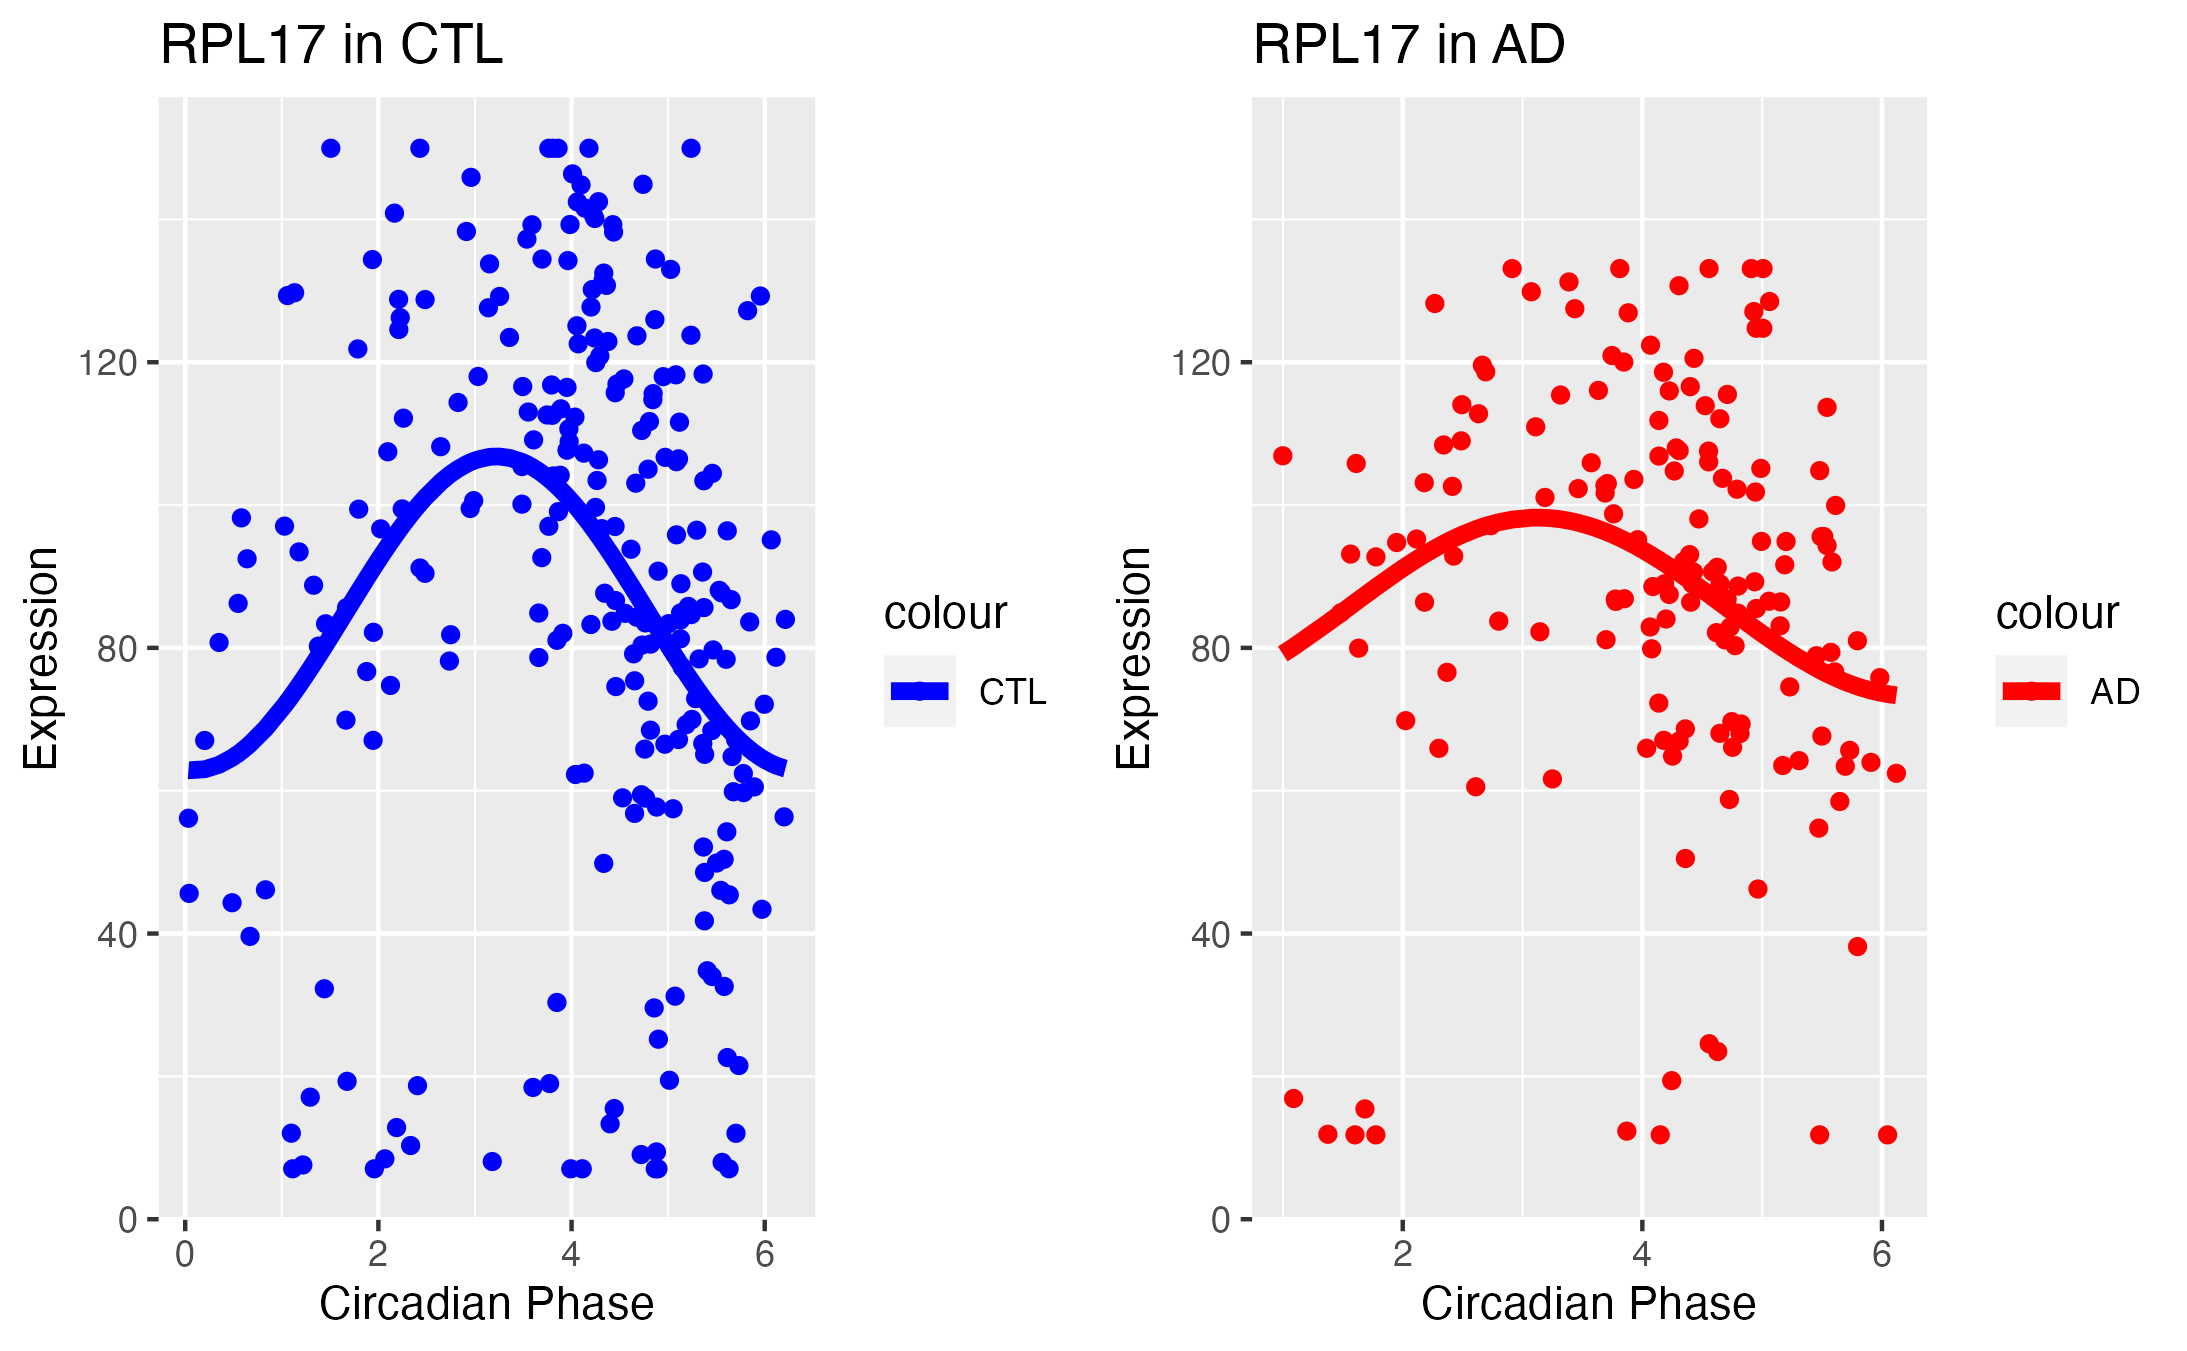 RPL17 in CTL
120
80
40
0
0 2 4 6
Expression
Circadian Phase
colour
CTL
RPL17 in AD
120
80
40
0
2 4 6
Expression
Circadian Phase
colour
AD